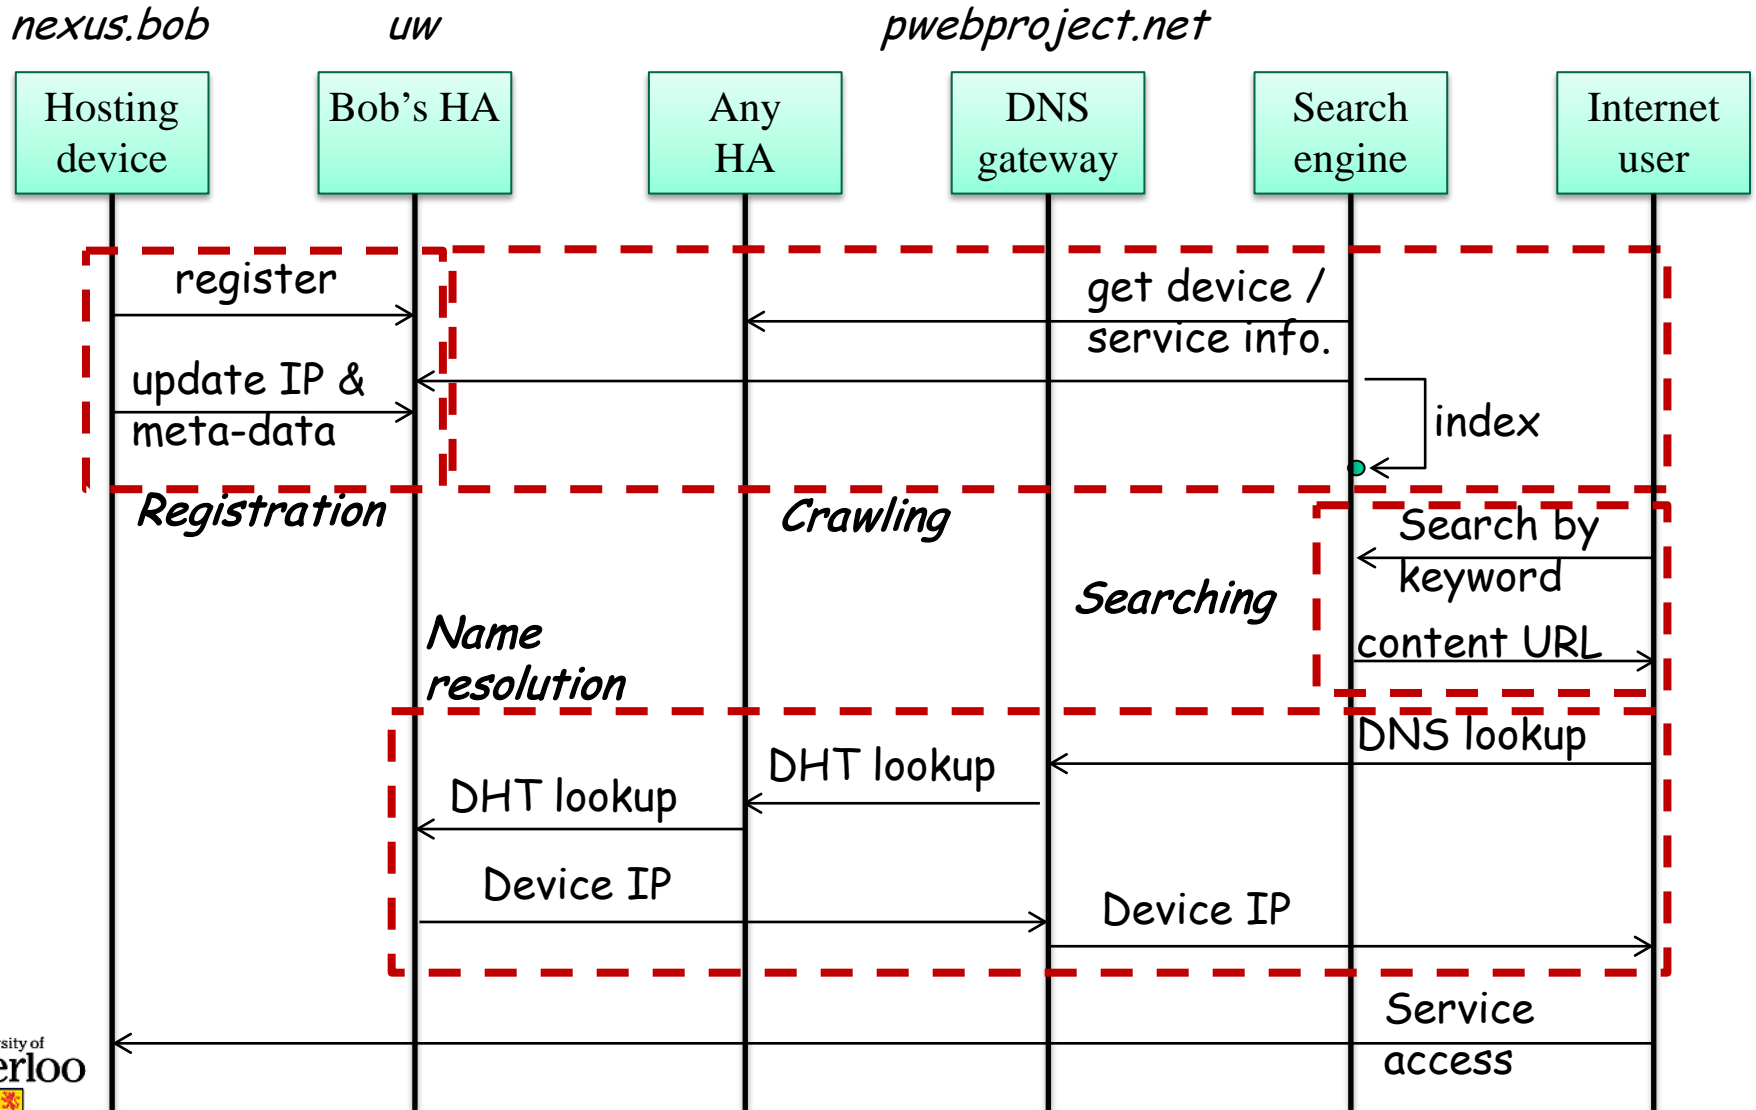 nexus.bob
uw
pwebproject.net
Hosting
device
Bob's HA
Any
HA
DNS
gateway
Search
engine
Internet
user
register
get device /
service info.
update IP &
meta-data
index
Registration
Crawling
Search by
keyword
Searching
content URL
Name
resolution
DNS lookup
DHT lookup
DHT lookup
Device IP
Device IP
Service
access